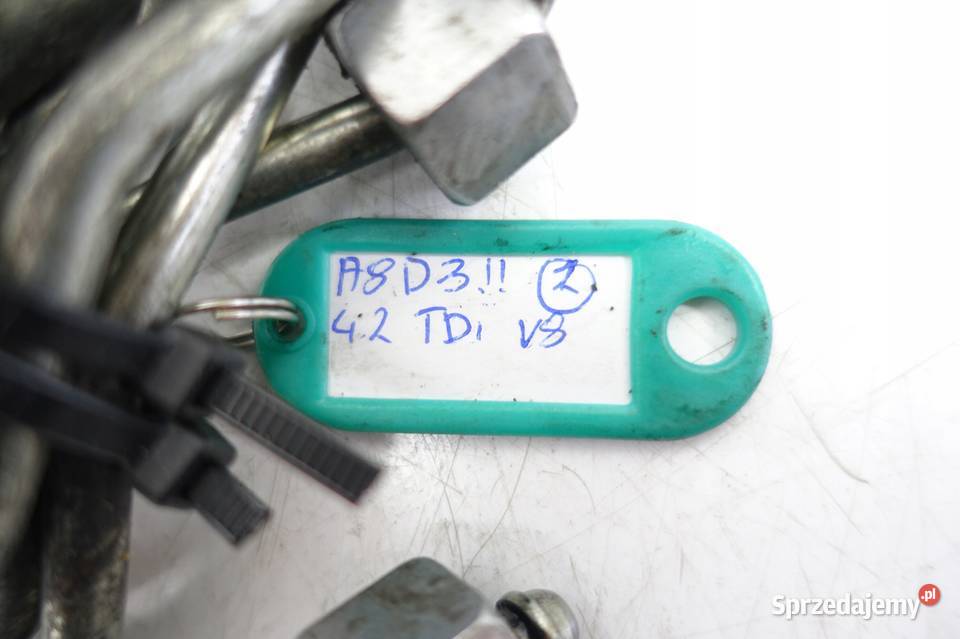 A8D3!! 2
4.2 TDi V8
Sprzedajemy.pl